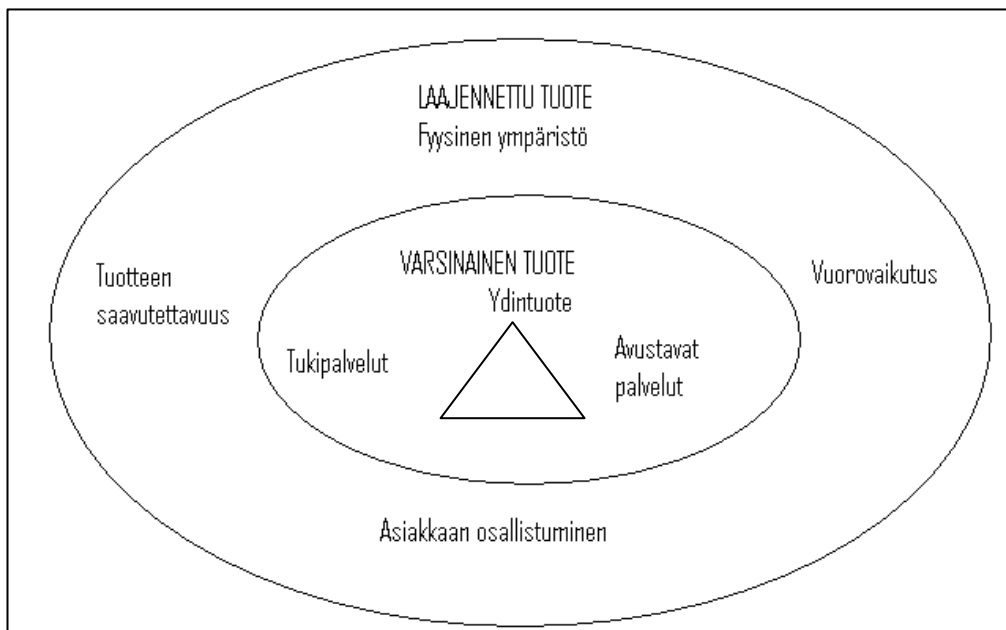 LAAJENNETTU TUOTE
Fyysinen ympäristö
Tuotteen
saavutettavuus
Vuorovaikutus
VARSINAINEN TUOTE
Ydintuote
Tukipalvelut
Avustavat
palvelut
Asiakkaan osallistuminen